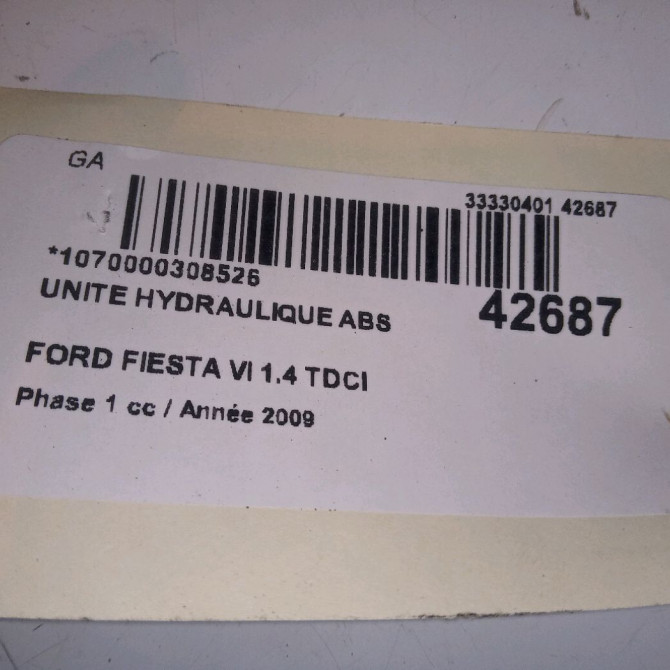 GA
33330401 42687
*1070000308526
42687
UNITE HYDRAULIQUE ABS
FORD FIESTA VI 1.4 TDCI
Phase 1 cc / Année 2009